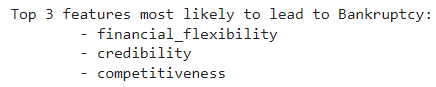 Top 3 features most likely to lead to Bankruptcy:
- financial_flexibility
- credibility
- competitiveness